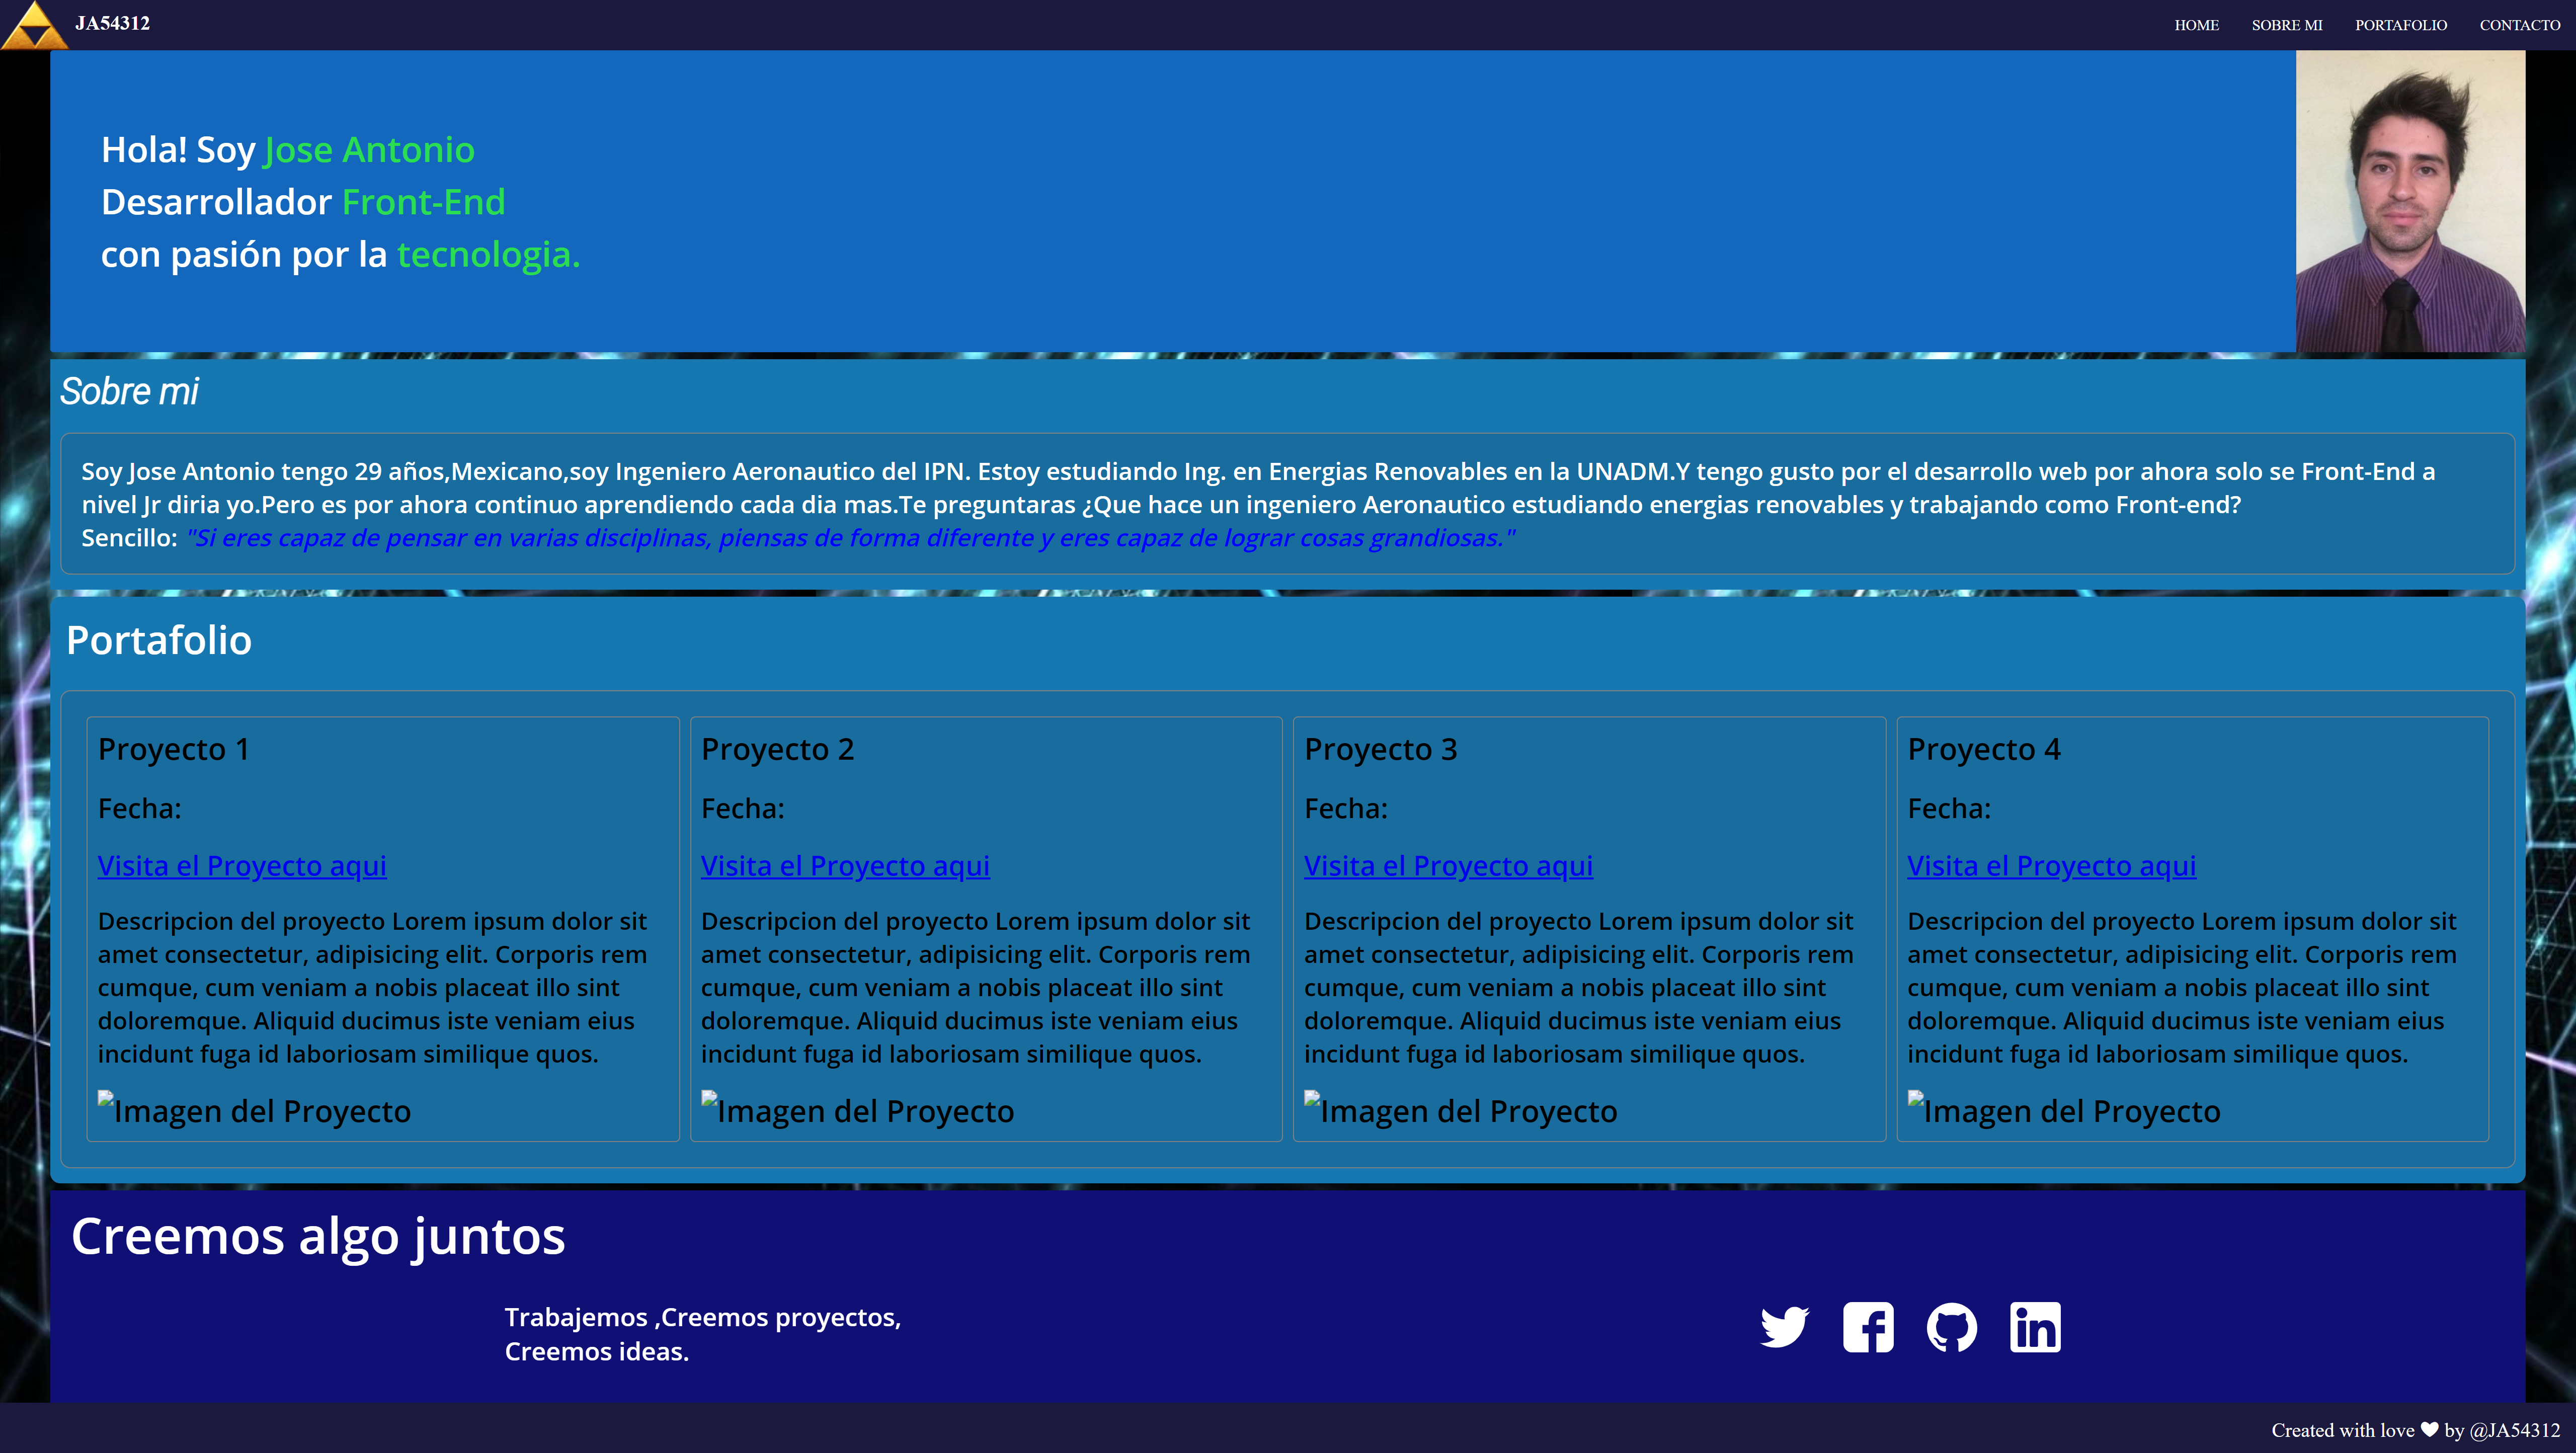 JA54312
HOME SOBRE MI PORTAFOLIO CONTACTO
Hola! Soy Jose Antonio
Desarrollador Front-End
con pasión por la tecnologia.
Sobre mi
Soy Jose Antonio tengo 29 años,Mexicano,soy Ingeniero Aeronautico del IPN. Estoy estudiando Ing. en Energias Renovables en la UNADM.Y tengo gusto por el desarrollo web por ahora solo se Front-End a
nivel Jr diria yo.Pero es por ahora continuo aprendiendo cada dia mas.Te preguntaras ¿Que hace un ingeniero Aeronautico estudiando energias renovables y trabajando como Front-end?
Sencillo: "Si eres capaz de pensar en varias disciplinas, piensas de forma diferente y eres capaz de lograr cosas grandiosas."
Portafolio
Proyecto 1
Fecha:
Visita el Proyecto aqui
Descripcion del proyecto Lorem ipsum dolor sit
amet consectetur, adipisicing elit. Corporis rem
cumque, cum veniam a nobis placeat illo sint
doloremque. Aliquid ducimus iste veniam eius
incidunt fuga id laboriosam similique quos.
Imagen del Proyecto
Proyecto 2
Fecha:
Visita el Proyecto aqui
Descripcion del proyecto Lorem ipsum dolor sit
amet consectetur, adipisicing elit. Corporis rem
cumque, cum veniam a nobis placeat illo sint
doloremque. Aliquid ducimus iste veniam eius
incidunt fuga id laboriosam similique quos.
Imagen del Proyecto
Proyecto 3
Fecha:
Visita el Proyecto aqui
Descripcion del proyecto Lorem ipsum dolor sit
amet consectetur, adipisicing elit. Corporis rem
cumque, cum veniam a nobis placeat illo sint
doloremque. Aliquid ducimus iste veniam eius
incidunt fuga id laboriosam similique quos.
Imagen del Proyecto
Proyecto 4
Fecha:
Visita el Proyecto aqui
Descripcion del proyecto Lorem ipsum dolor sit
amet consectetur, adipisicing elit. Corporis rem
cumque, cum veniam a nobis placeat illo sint
doloremque. Aliquid ducimus iste veniam eius
incidunt fuga id laboriosam similique quos.
Imagen del Proyecto
Creemos algo juntos
Trabajemos ,Creemos proyectos,
Creemos ideas.
Created with love ♥ by @JA54312